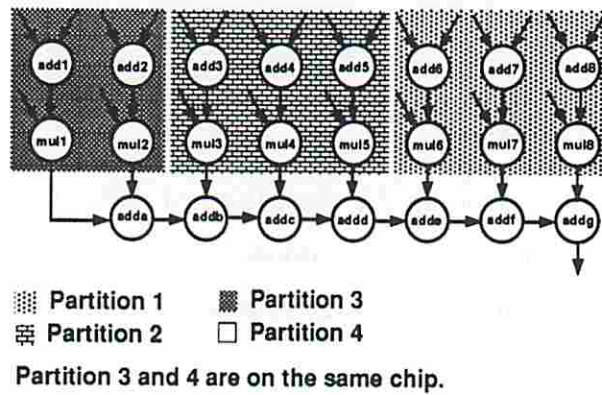 add1 add2 add3 add4 add5 add6 add7 add8
mul1 mul2 mul3 mul4 mul5 mul6 mul7 mul8
adda addb addc addd adde addf addg
Partition 1 Partition 3
Partition 2 Partition 4
Partition 3 and 4 are on the same chip.